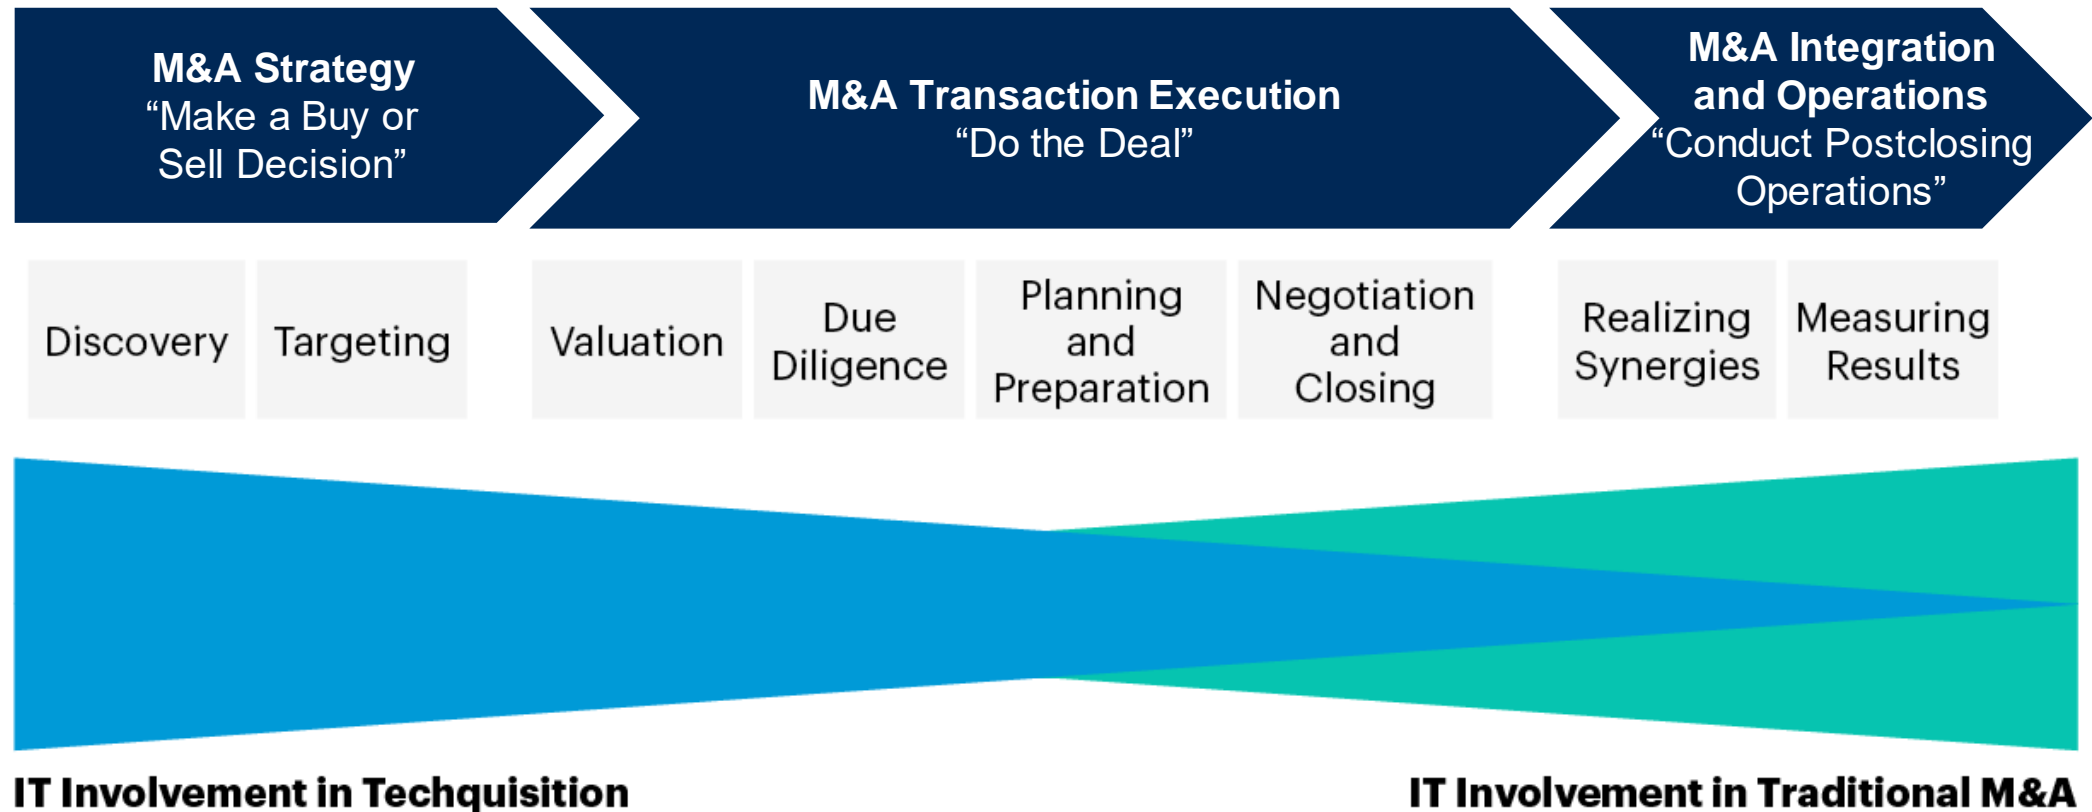 M&A Strategy
“Make a Buy or
Sell Decision”
M&A Transaction Execution
“Do the Deal”
M&A Integration
and Operations
“Conduct Postclosing
Operations”
Discovery
Targeting
Valuation
Due
Diligence
Planning
and
Preparation
Negotiation
and
Closing
Realizing
Synergies
Measuring
Results
IT Involvement in Techquisition
IT Involvement in Traditional M&A